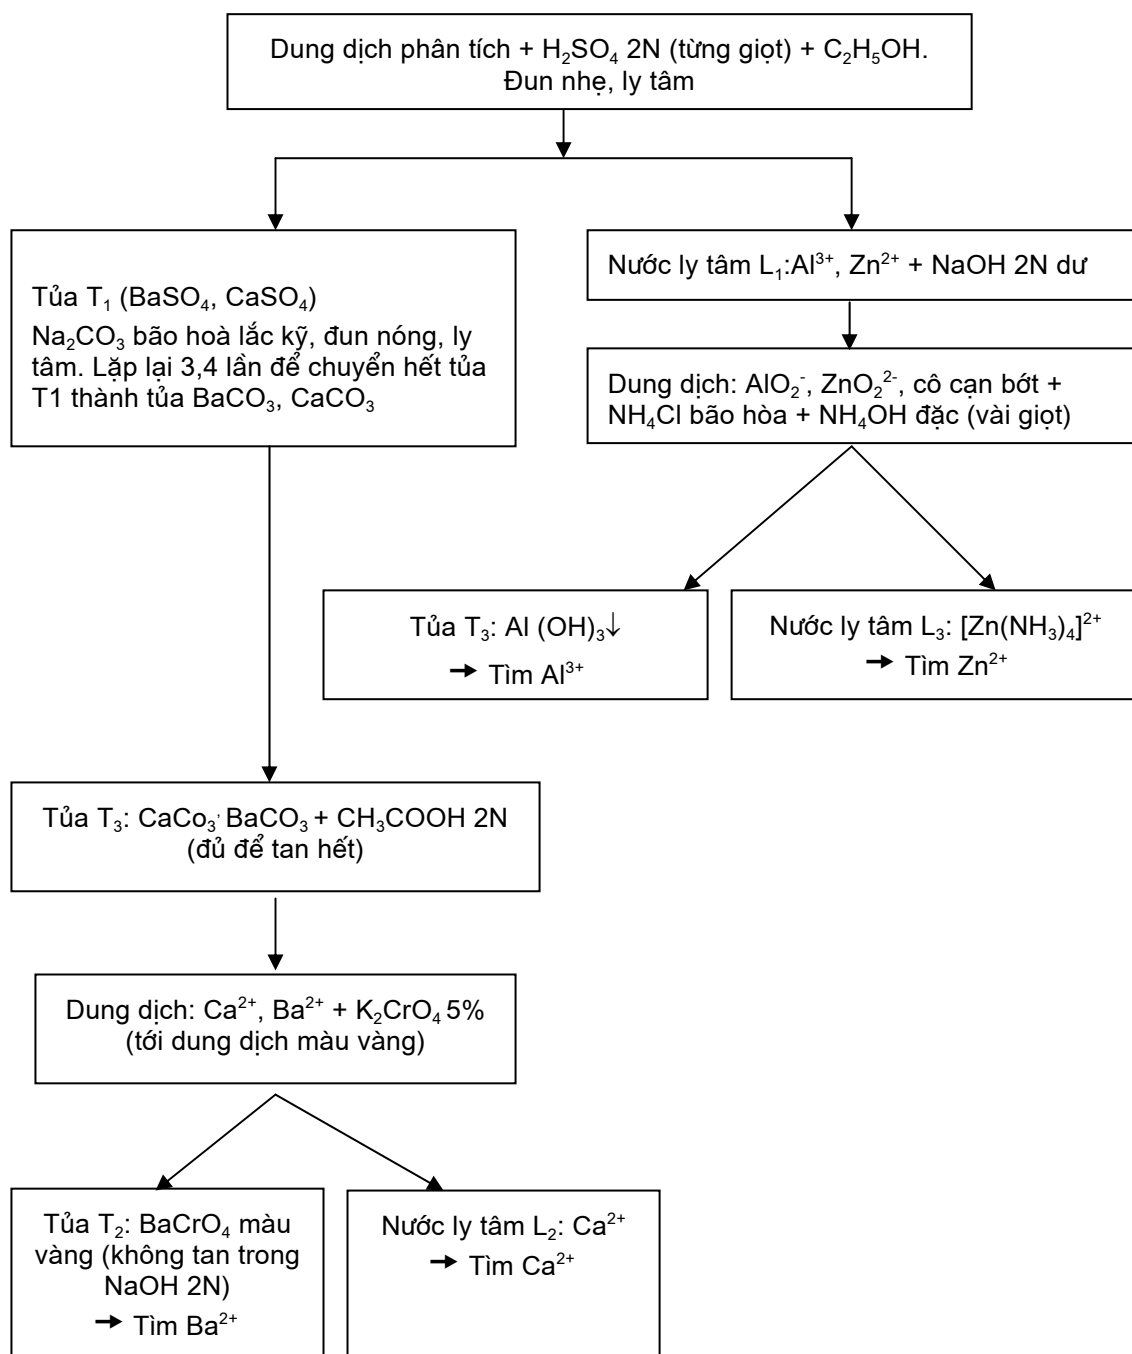 Dung dịch phân tích + H₂SO₄ 2N (từng giọt) + C₂H₅OH.
Đun nhẹ, ly tâm
Tủa T₁ (BaSO₄, CaSO₄)
Na₂CO₃ bão hoà lắc kỹ, đun nóng, ly
tâm. Lặp lại 3,4 lần để chuyển hết tủa
T1 thành tủa BaCO₃, CaCO₃
Nước ly tâm L₁:Al³⁺, Zn²⁺ + NaOH 2N dư
Dung dịch: AlO₂⁻, ZnO₂²⁻, cô cạn bớt +
NH₄Cl bão hòa + NH₄OH đặc (vài giọt)
Tủa T₃: Al (OH)₃↓
→ Tìm Al³⁺
Nước ly tâm L₃: [Zn(NH₃)₄]²⁺
→ Tìm Zn²⁺
Tủa T₃: CaCo₃, BaCO₃ + CH₃COOH 2N
(đủ để tan hết)
Dung dịch: Ca²⁺, Ba²⁺ + K₂CrO₄ 5%
(tới dung dịch màu vàng)
Tủa T₂: BaCrO₄ màu
vàng (không tan trong
NaOH 2N)
→ Tìm Ba²⁺
Nước ly tâm L₂: Ca²⁺
→ Tìm Ca²⁺